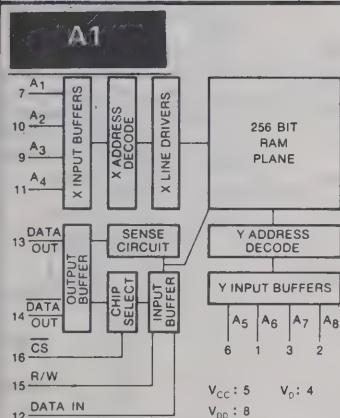 A1
7 A1
10 A2
9 A3
11 A4
X INPUT BUFFERS
X ADDRESS DECODE
X LINE DRIVERS
256 BIT
RAM
PLANE
13 DATA
OUT
OUTPUT BUFFER
SENSE
CIRCUIT
Y ADDRESS
DECODE
14 DATA
OUT
CHIP SELECT
INPUT BUFFER
Y INPUT BUFFERS
A5 A6 A7 A8
6 1 3 2
16 CS
15 R/W
12 DATA IN
VCC: 5 VD: 4
VDD: 8